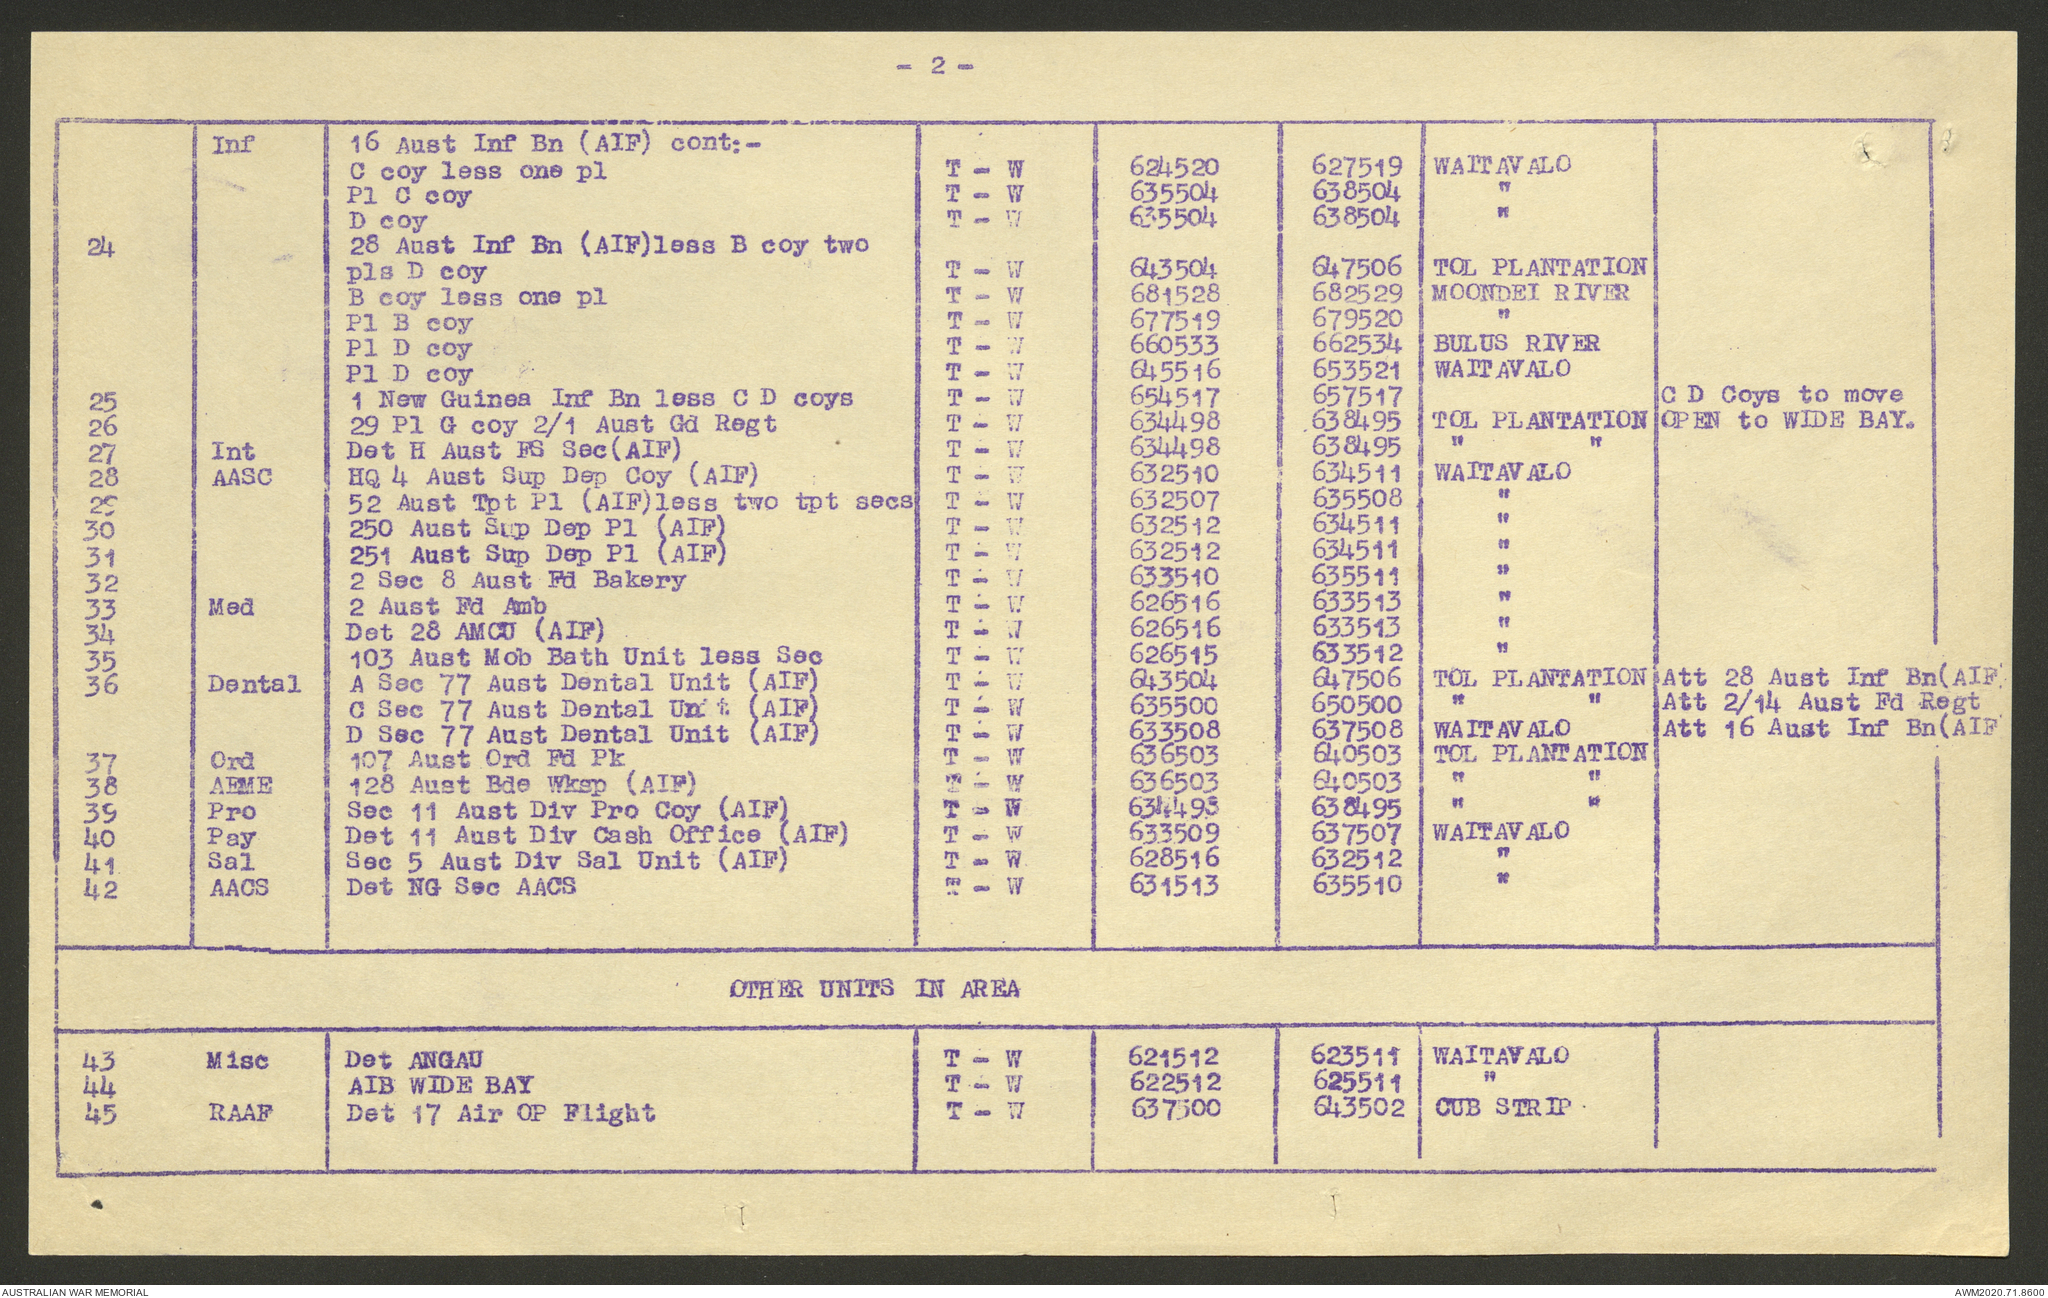 - 2 -
Inf 16 Aust Inf Bn (AIF) cont:-
C coy less one pl T - W 624520 627519 WAITAVALO
Pl C coy T - W 635504 638504 "
D coy T - W 635504 638504 "
24 28 Aust Inf Bn (AIF)less B coy two
pls D coy T - W 643504 647506 TOL PLANTATION
B coy less one pl T - W 681528 682529 MOONDEI RIVER
Pl B coy T - W 677519 679520 "
Pl D coy T - W 660533 662534 BULUS RIVER
Pl D coy T - W 645516 653521 WAITAVALO
25 1 New Guinea Inf Bn less C D coys T - W 654517 657517 C D Coys to move
26 29 Pl G coy 2/1 Aust Gd Regt T - W 634498 638495 TOL PLANTATION OPEN to WIDE BAY.
27 Int Det H Aust FS Sec(AIF) T - W 634498 638495 " "
28 AASC HQ 4 Aust Sup Dep Coy (AIF) T - W 632510 634511 WAITAVALO
29 52 Aust Tpt Pl (AIF)less two tpt secs T - W 632507 635508 "
30 250 Aust Sup Dep Pl (AIF) T - W 632512 634511 "
31 251 Aust Sup Dep Pl (AIF) T - W 632512 634511 "
32 2 Sec 8 Aust Fd Bakery T - W 633510 635511 "
33 Med 2 Aust Fd Amb T - W 626516 633513 "
34 Det 28 AMCU (AIF) T - W 626516 633513 "
35 103 Aust Mob Bath Unit less Sec T - W 626515 633512 "
36 Dental A Sec 77 Aust Dental Unit (AIF) T - W 643504 647506 TOL PLANTATION Att 28 Aust Inf Bn(AIF)
C Sec 77 Aust Dental Unit (AIF) T - W 635500 650500 " " Att 2/14 Aust Fd Regt
D Sec 77 Aust Dental Unit (AIF) T - W 633508 637508 WAITAVALO Att 16 Aust Inf Bn(AIF
37 Ord 107 Aust Ord Fd Pk T - W 636503 640503 TOL PLANTATION
38 AEME 128 Aust Bde Wksp (AIF) T - W 636503 640503 " "
39 Pro Sec 11 Aust Div Pro Coy (AIF) T - W 634498 638495 " "
40 Pay Det 11 Aust Div Cash Office (AIF) T - W 633509 637507 WAITAVALO
41 Sal Sec 5 Aust Div Sal Unit (AIF) T - W 628516 632512 "
42 AACS Det NG Sec AACS T - W 631513 635510 "
OTHER UNITS IN AREA
43 Misc Det ANGAU T - W 621512 623511 WAITAVALO
44 AIB WIDE BAY T - W 622512 625511 "
45 RAAF Det 17 Air OP Flight T - W 637500 643502 CUB STRIP
AUSTRALIAN WAR MEMORIAL
AWM2020.71.8600